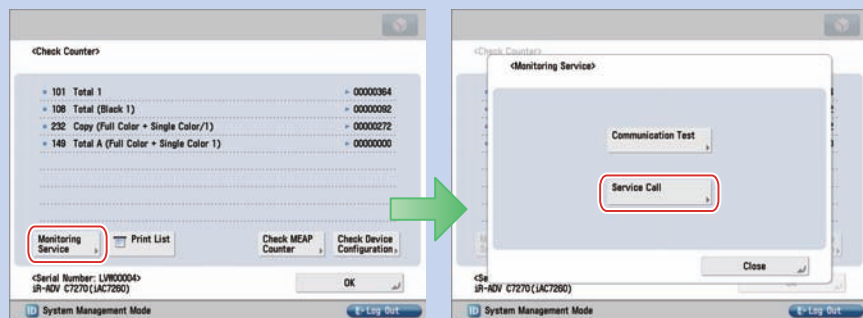 <Check Counter>
101 Total 1 00000364
108 Total (Black 1) 00000092
232 Copy (Full Color + Single Color/1) 00000272
149 Total A (Full Color + Single Color 1) 00000000
Monitoring
Service
Print List
Check MEAP
Counter
Check Device
Configuration
<Serial Number: LVW00004>
iR-ADV C7270(iAC7260)
OK
ID System Management Mode
Log Out
<Check Counter>
<Monitoring Service>
Communication Test
Service Call
Close
<Se
iR-ADV C7270(iAC7260)
ID System Management Mode
Log Out